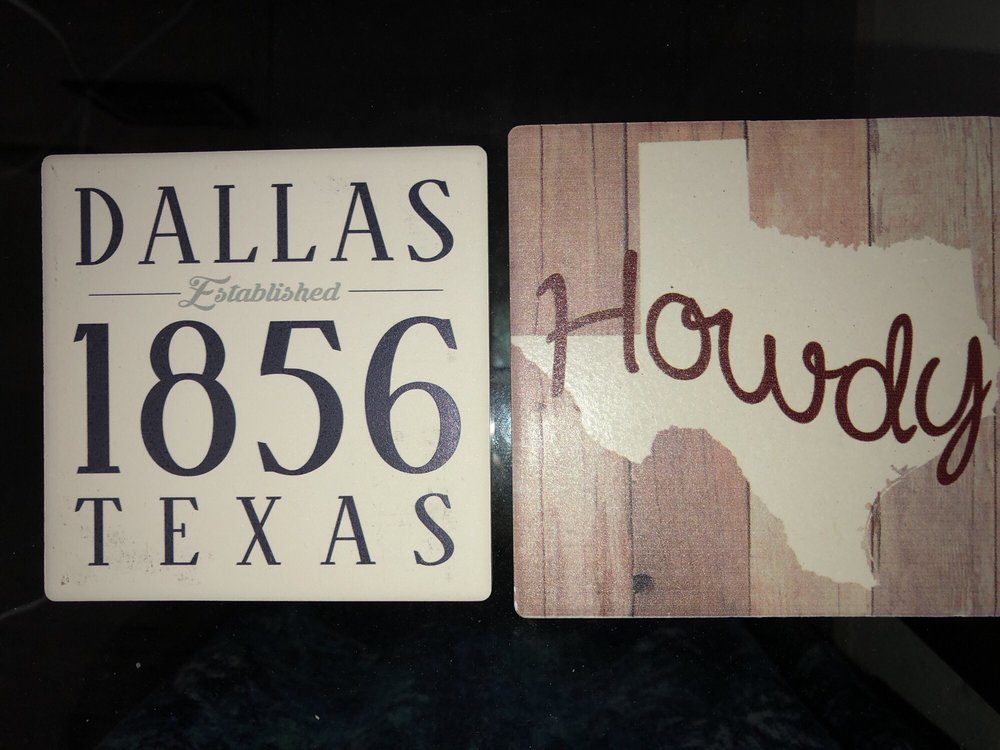 DALLAS
Established
1856
TEXAS
Howdy